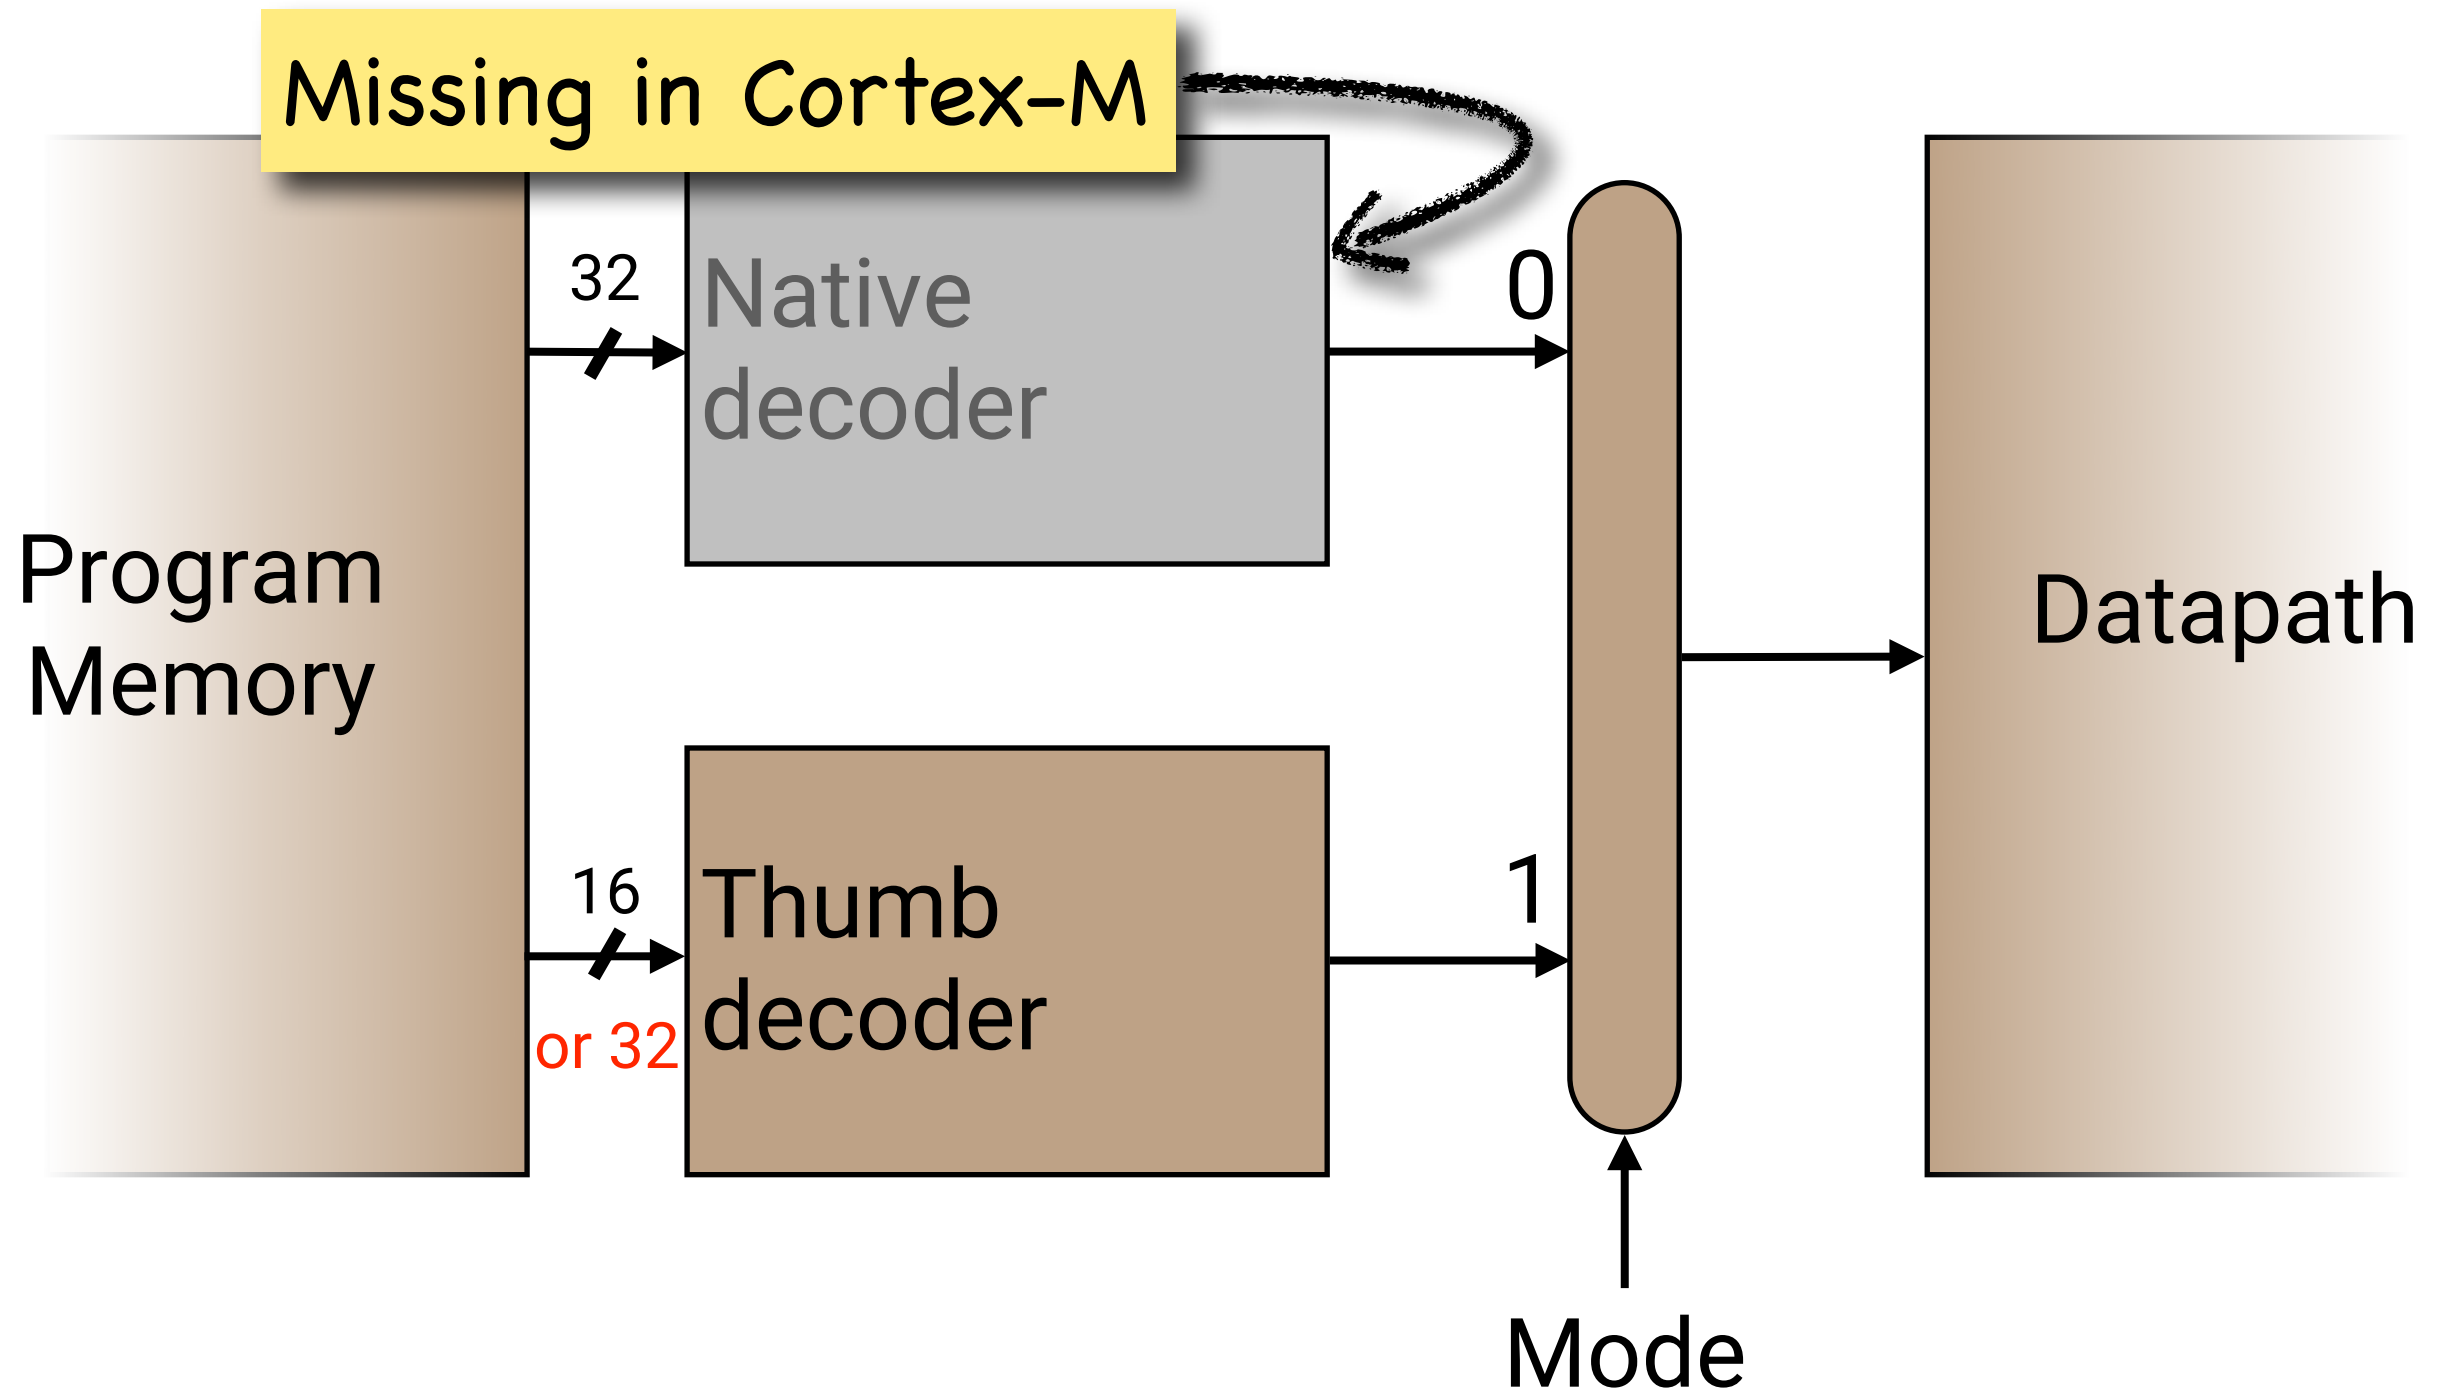 Missing in Cortex-M
32
Native
decoder
0
Program
Memory
Datapath
16
or 32
Thumb
decoder
1
Mode